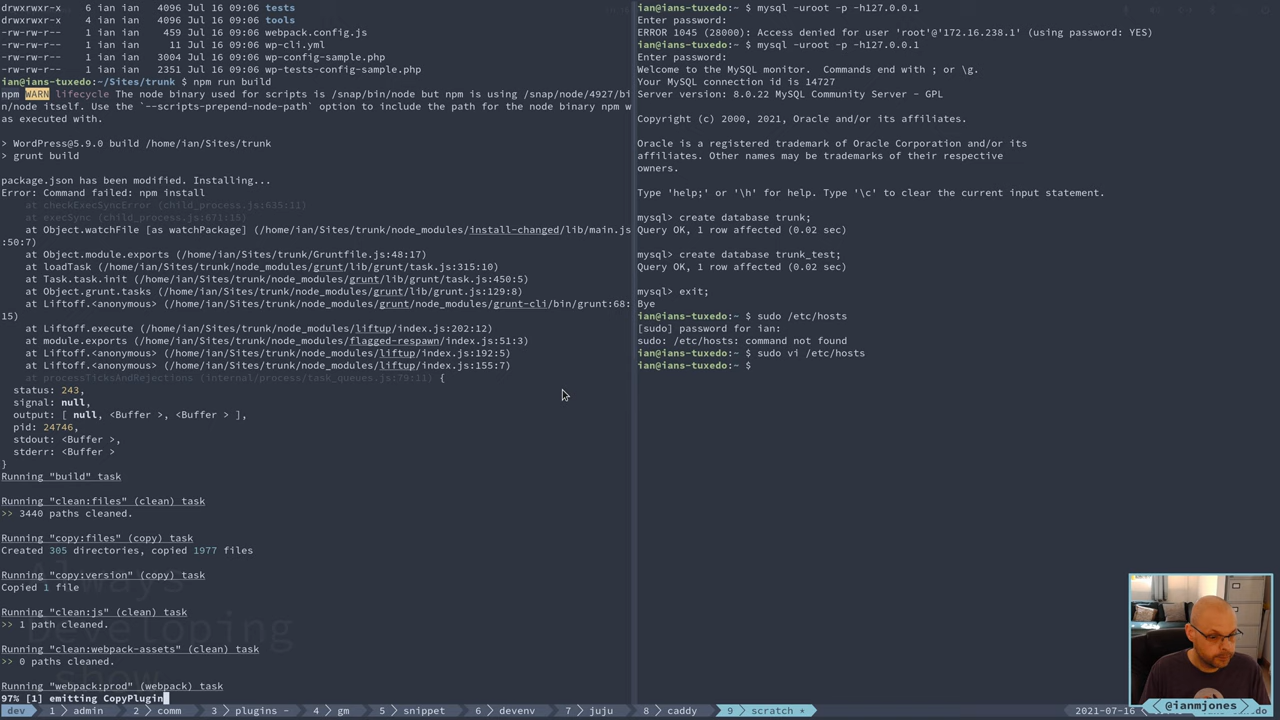 drwxrwxr-x 6 ian ian 4096 Jul 16 09:06 tests
drwxrwxr-x 4 ian ian 4096 Jul 16 09:06 tools
-rw-rw-r-- 1 ian ian 459 Jul 16 09:06 webpack.config.js
-rw-rw-r-- 1 ian ian 11 Jul 16 09:06 wp-cli.yml
-rw-rw-r-- 1 ian ian 3004 Jul 16 09:06 wp-config-sample.php
-rw-rw-r-- 1 ian ian 2351 Jul 16 09:06 wp-tests-config-sample.php
ian@ians-tuxedo:~/Sites/trunk $ npm run build
npm WARN lifecycle The node binary used for scripts is /snap/bin/node but npm is using /snap/node/4927/bi
n/node itself. Use the `--scripts-prepend-node-path` option to include the path for the node binary npm w
as executed with.
> WordPress@5.9.0 build /home/ian/Sites/trunk
> grunt build
package.json has been modified. Installing...
Error: Command failed: npm install
at checkExecSyncError (child_process.js:635:11)
at execSync (child_process.js:671:15)
at Object.watchFile [as watchPackage] (/home/ian/Sites/trunk/node_modules/install-changed/lib/main.js
:50:7)
at Object.module.exports (/home/ian/Sites/trunk/Gruntfile.js:48:17)
at loadTask (/home/ian/Sites/trunk/node_modules/grunt/lib/grunt/task.js:315:10)
at Task.task.init (/home/ian/Sites/trunk/node_modules/grunt/lib/grunt/task.js:450:5)
at Object.grunt.tasks (/home/ian/Sites/trunk/node_modules/grunt/lib/grunt.js:129:8)
at Liftoff.<anonymous> (/home/ian/Sites/trunk/node_modules/grunt/node_modules/grunt-cli/bin/grunt:68:
15)
at Liftoff.execute (/home/ian/Sites/trunk/node_modules/liftup/index.js:202:12)
at module.exports (/home/ian/Sites/trunk/node_modules/flagged-respawn/index.js:51:3)
at Liftoff.<anonymous> (/home/ian/Sites/trunk/node_modules/liftup/index.js:192:5)
at Liftoff.<anonymous> (/home/ian/Sites/trunk/node_modules/liftup/index.js:155:7)
at processTicksAndRejections (internal/process/task_queues.js:79:11) {
status: 243,
signal: null,
output: [ null, <Buffer >, <Buffer > ],
pid: 24746,
stdout: <Buffer >,
stderr: <Buffer >
}
Running "build" task
Running "clean:files" (clean) task
>> 3440 paths cleaned.
Running "copy:files" (copy) task
Created 305 directories, copied 1977 files
Running "copy:version" (copy) task
Copied 1 file
Always
Running "clean:js" (clean) task
>> 1 path cleaned.
Developing
Running "clean:webpack-assets" (clean) task
>> 0 paths cleaned.
show
Running "webpack:prod" (webpack) task
97% [1] emitting CopyPlugin
mysql> 
ian@ians-tuxedo:~ $ mysql -uroot -p -h127.0.0.1
Enter password:
ERROR 1045 (28000): Access denied for user 'root'@'172.16.238.1' (using password: YES)
ian@ians-tuxedo:~ $ mysql -uroot -p -h127.0.0.1
Enter password:
Welcome to the MySQL monitor. Commands end with ; or \g.
Your MySQL connection id is 14727
Server version: 8.0.22 MySQL Community Server - GPL
Copyright (c) 2000, 2021, Oracle and/or its affiliates.
Oracle is a registered trademark of Oracle Corporation and/or its
affiliates. Other names may be trademarks of their respective
owners.
Type 'help;' or '\h' for help. Type '\c' to clear the current input statement.
mysql> create database trunk;
Query OK, 1 row affected (0.02 sec)
mysql> create database trunk_test;
Query OK, 1 row affected (0.02 sec)
mysql> exit;
Bye
ian@ians-tuxedo:~ $ sudo /etc/hosts
[sudo] password for ian:
sudo: /etc/hosts: command not found
ian@ians-tuxedo:~ $ sudo vi /etc/hosts
ian@ians-tuxedo:~ $
dev 1 admin 2 comm 3 plugins - 4 gm 5 snippet 6 devenv 7 juju 8 caddy 9 scratch * 2021-07-16
<@ianmjones>